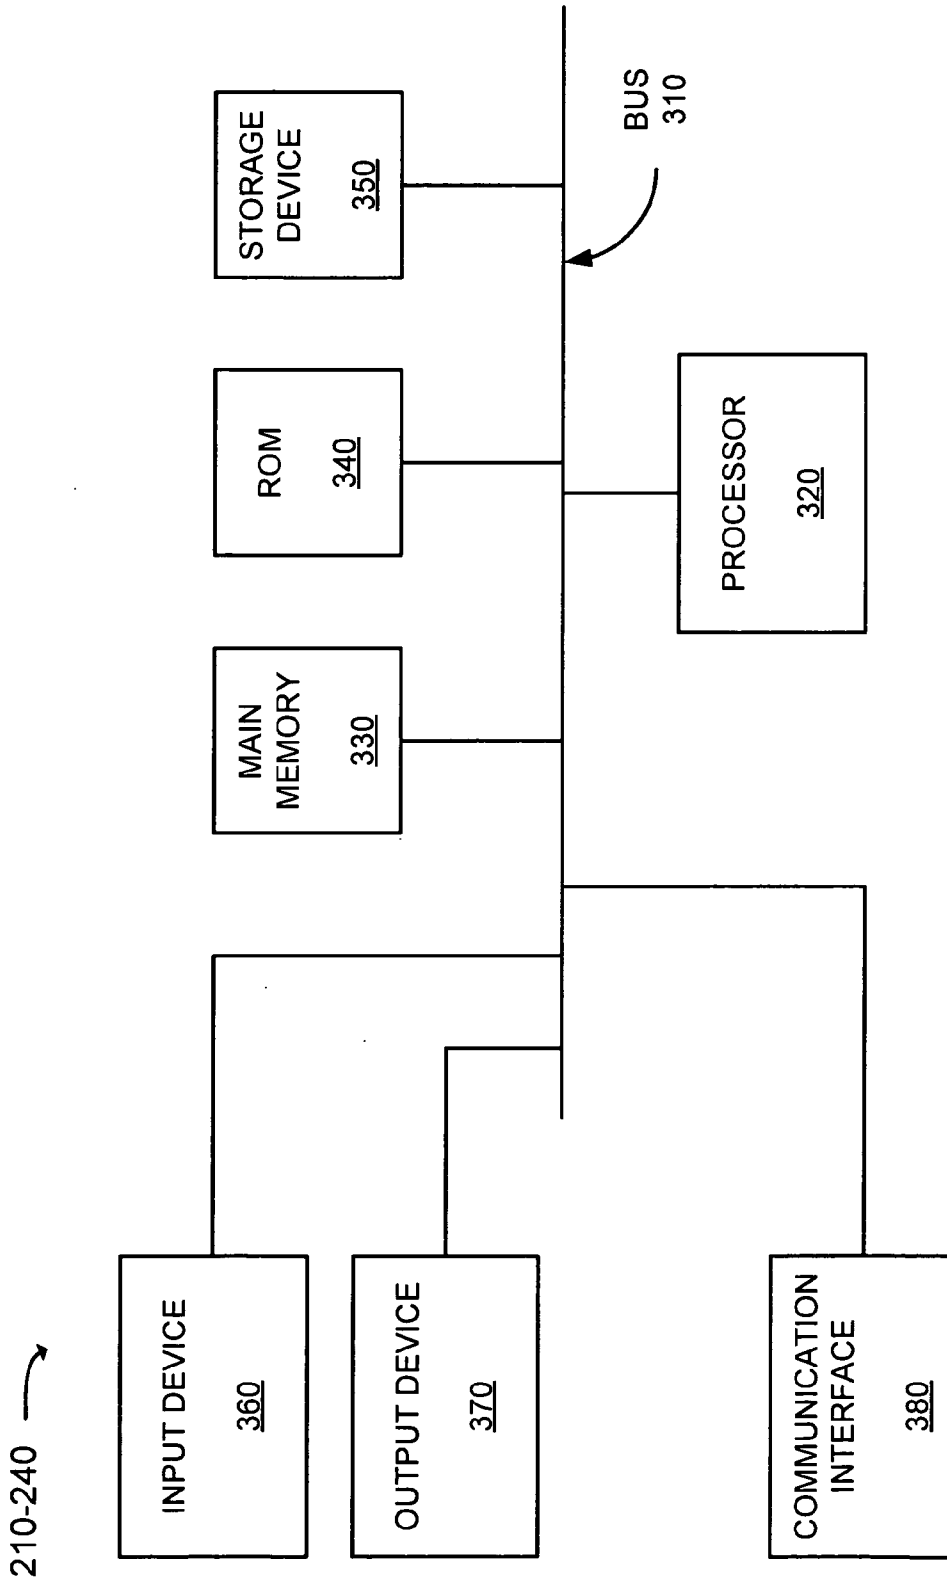 210-240
INPUT DEVICE
360
OUTPUT DEVICE
370
COMMUNICATION
INTERFACE
380
MAIN
MEMORY
330
ROM
340
STORAGE
DEVICE
350
PROCESSOR
320
BUS
310